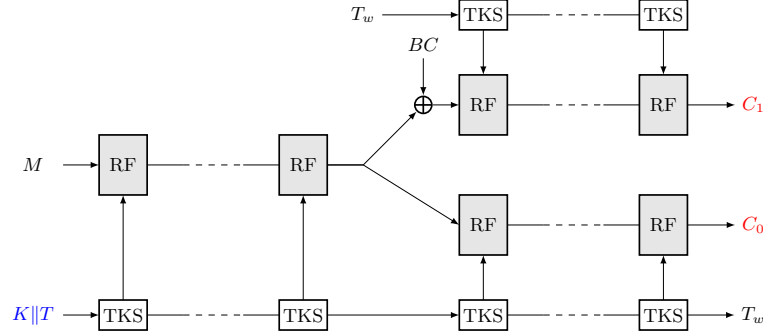 T_w TKS TKS
BC
RF RF C_1
M RF RF
RF RF C_0
K∥T TKS TKS TKS TKS T_w